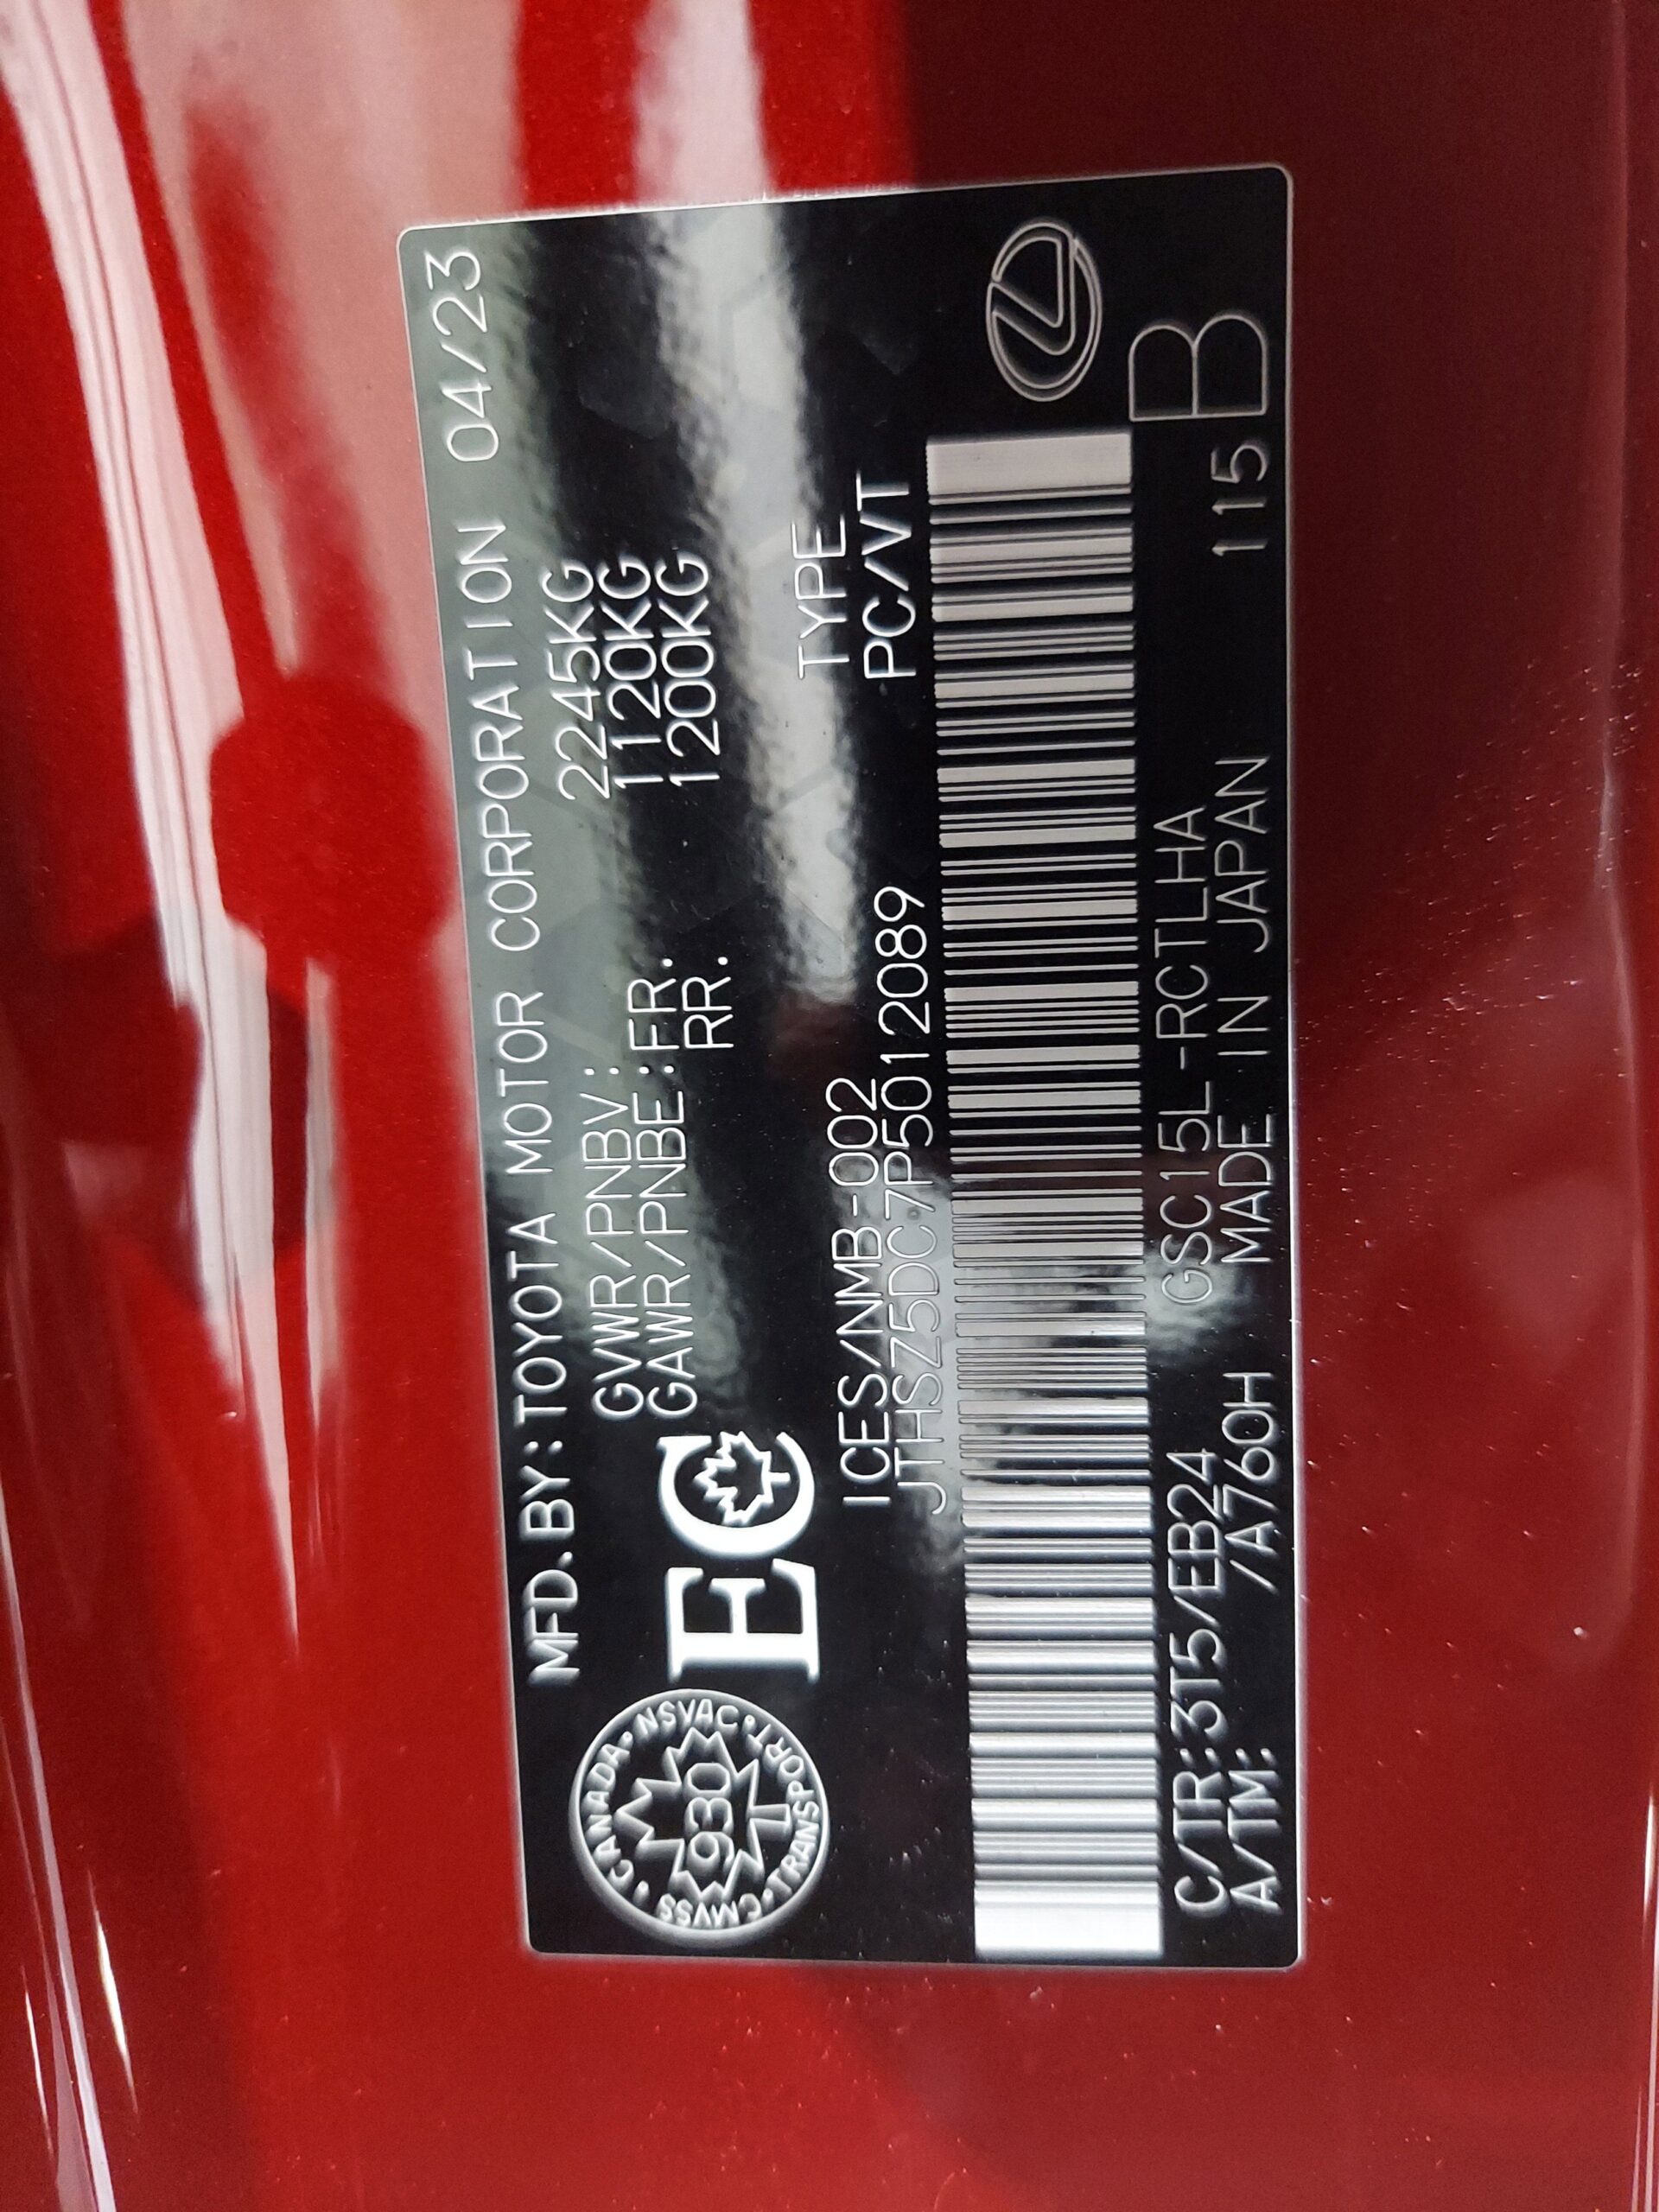 MFD.BY:TOYOTA MOTOR CORPORATION 04/23
GVWR/PNBV: 2245KG
GAWR/PNBE:FR. 1120KG
RR. 1200KG
CANADA NSVAC TRANSPORT CMVSS
930
EC
ICES/NMB-002 TYPE
JTHSZ5DC7P5012089 PC/VT
C/TR:3T5/EB24 GSC15L-RCTLHA
A/TM: /A760H MADE IN JAPAN 115 B